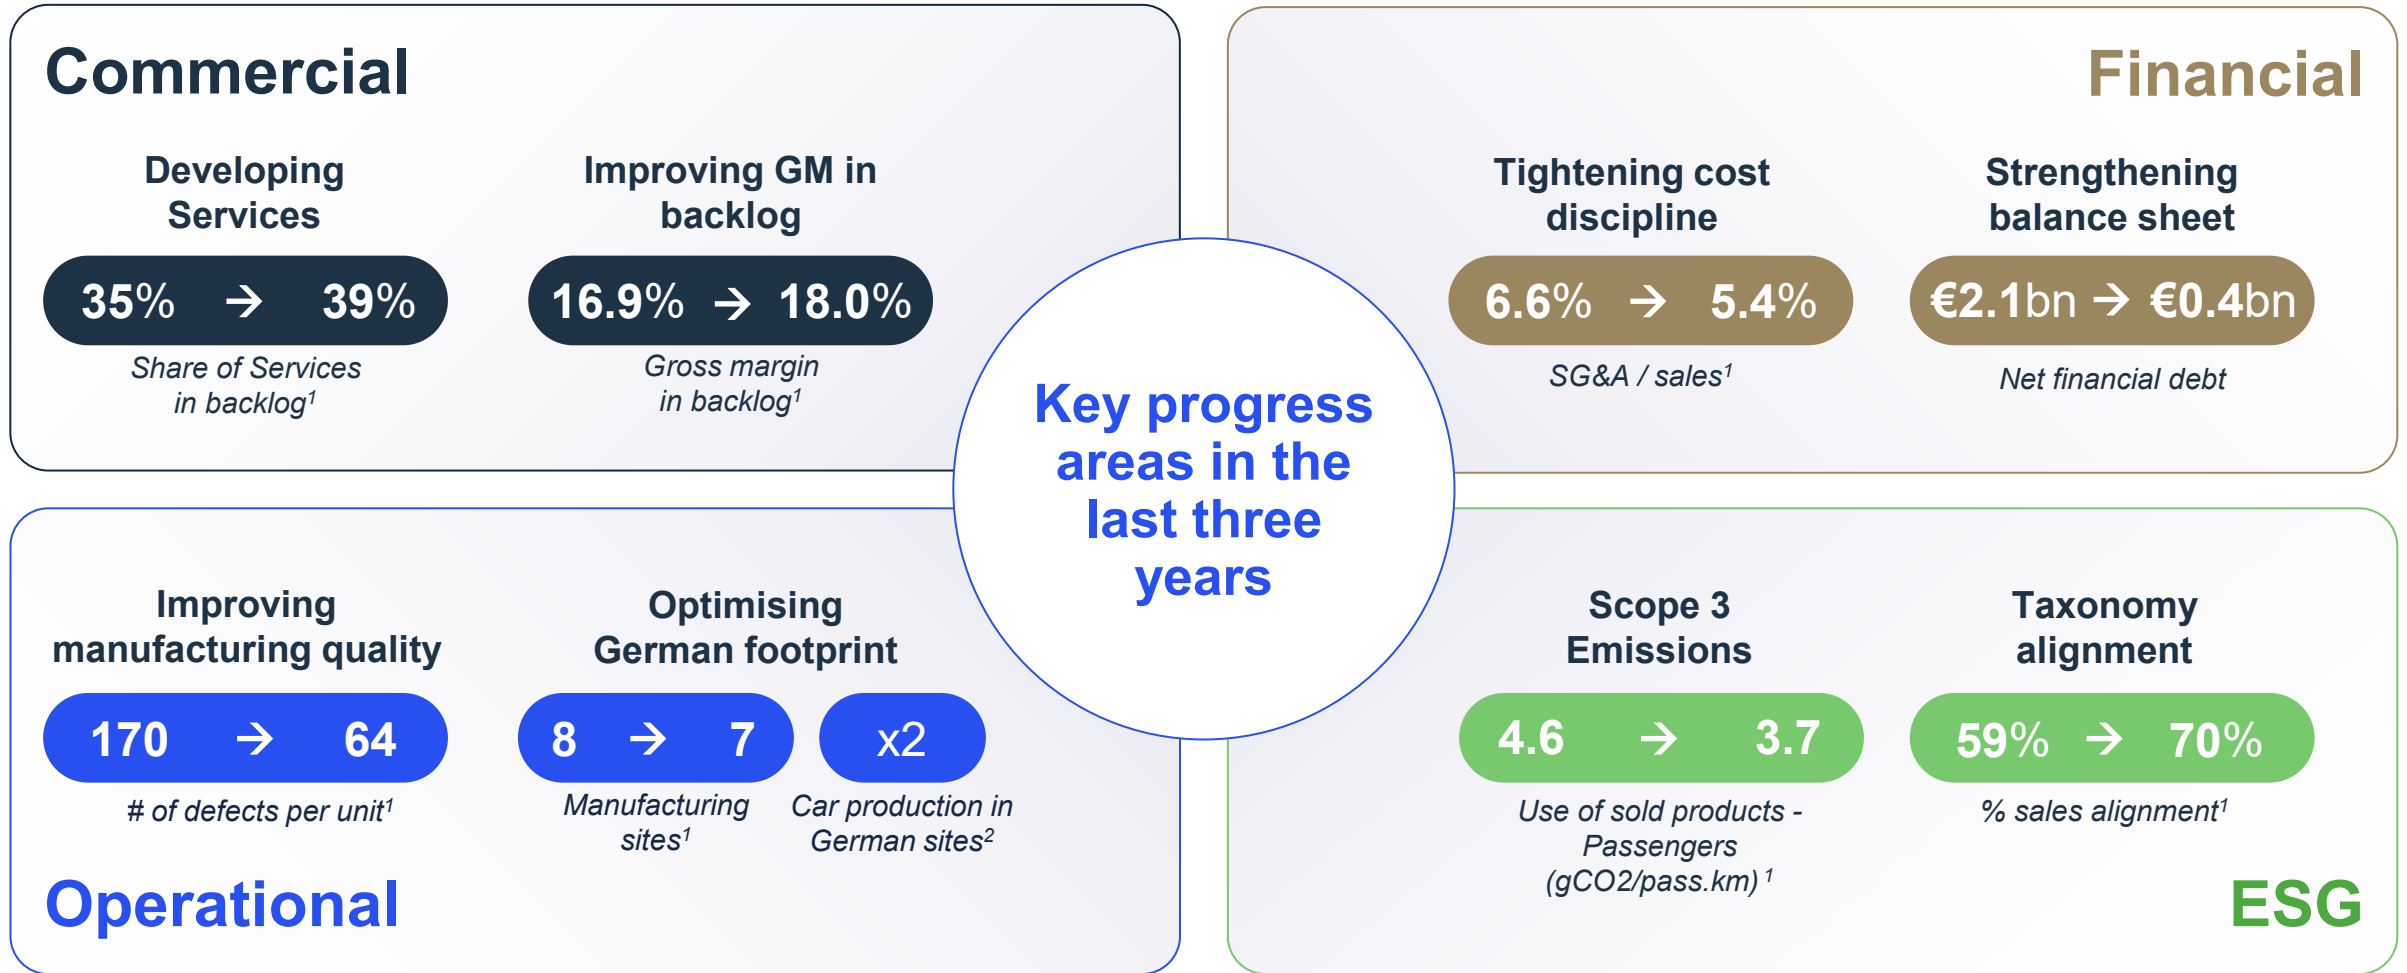 Commercial
Developing
Services
35% → 39%
Share of Services
in backlog¹
Improving GM in
backlog
16.9% → 18.0%
Gross margin
in backlog¹
Financial
Tightening cost
discipline
6.6% → 5.4%
SG&A / sales¹
Strengthening
balance sheet
€2.1bn → €0.4bn
Net financial debt
Key progress
areas in the
last three
years
Improving
manufacturing quality
170 → 64
# of defects per unit¹
Optimising
German footprint
8 → 7
Manufacturing
sites¹
x2
Car production in
German sites²
Operational
Scope 3
Emissions
4.6 → 3.7
Use of sold products -
Passengers
(gCO2/pass.km) ¹
Taxonomy
alignment
59% → 70%
% sales alignment¹
ESG